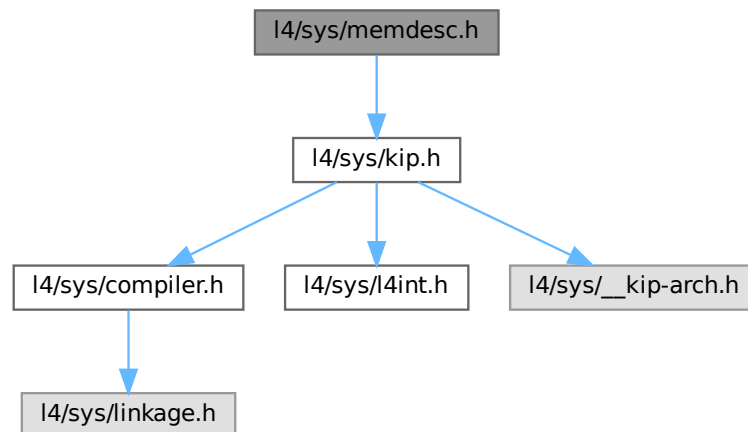 l4/sys/memdesc.h
l4/sys/kip.h
l4/sys/compiler.h
l4/sys/l4int.h
l4/sys/__kip-arch.h
l4/sys/linkage.h